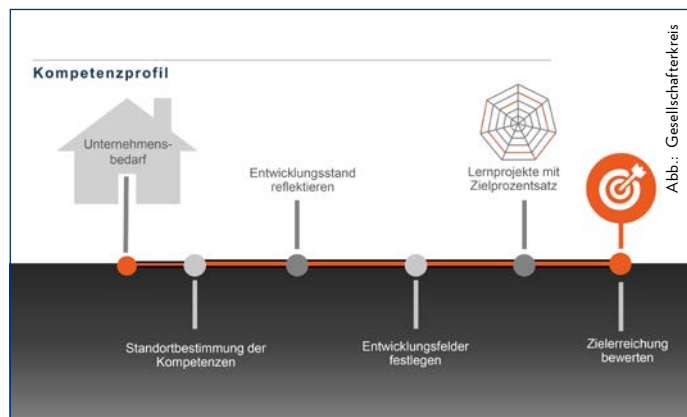 Kompetenzprofil
Unternehmens-
bedarf
Entwicklungsstand
reflektieren
Lernprojekte mit
Zielprozentsatz
Standortbestimmung der
Kompetenzen
Entwicklungsfelder
festlegen
Zielerreichung
bewerten
Abb.: Gesellschafterkreis